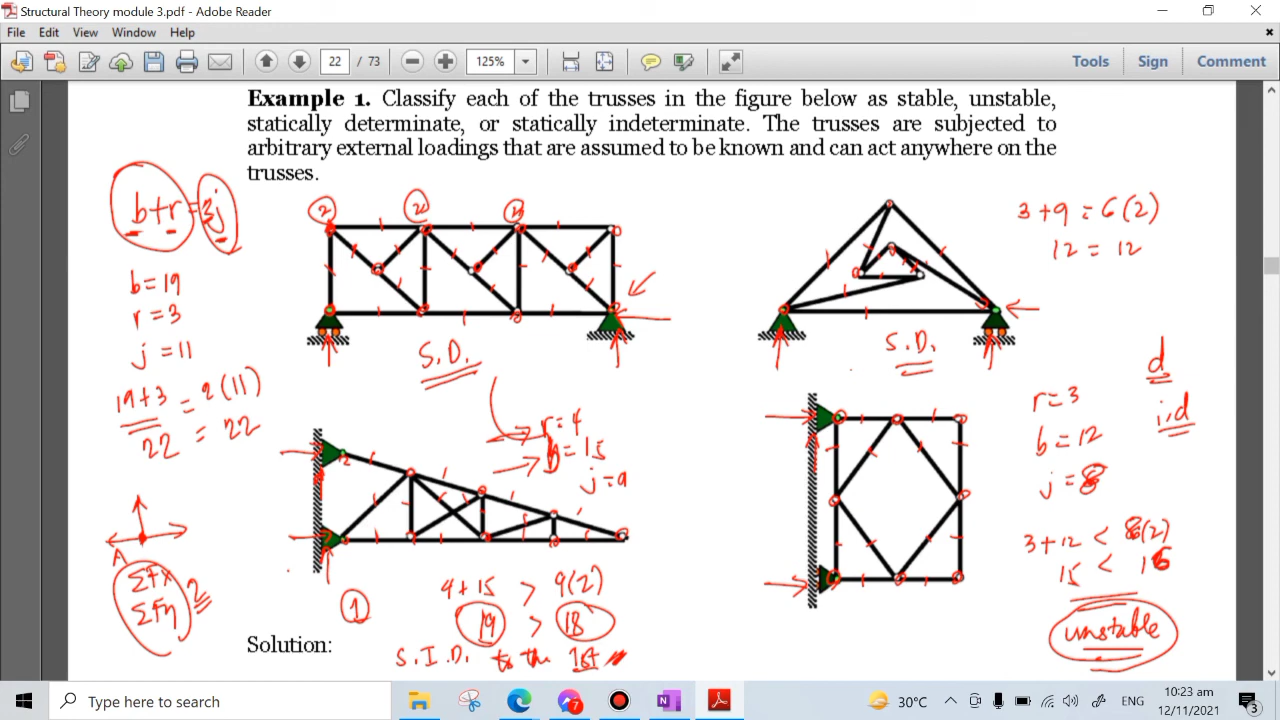 Structural Theory module 3.pdf - Adobe Reader
File Edit View Window Help
22 / 73 125% Tools Sign Comment
Example 1. Classify each of the trusses in the figure below as stable, unstable,
statically determinate, or statically indeterminate. The trusses are subjected to
arbitrary external loadings that are assumed to be known and can act anywhere on the
trusses.
b+r = 2j
b = 19
r = 3
j = 11
19+3 = 2(11)
22 = 22
A
ΣFx
ΣFy
2
2
2
S.D.
3+9 = 6(2)
12 = 12
S.D.
d
i.d
r=4
b=15
j=9
4+15 > 9(2)
19 > 18
S.I.D. to the 1st
1
r=3
b=12
j=8
3+12 < 8(2)
15 < 16
unstable
Solution:
Type here to search
7
30°C
ENG
10:23 am
12/11/2021
3